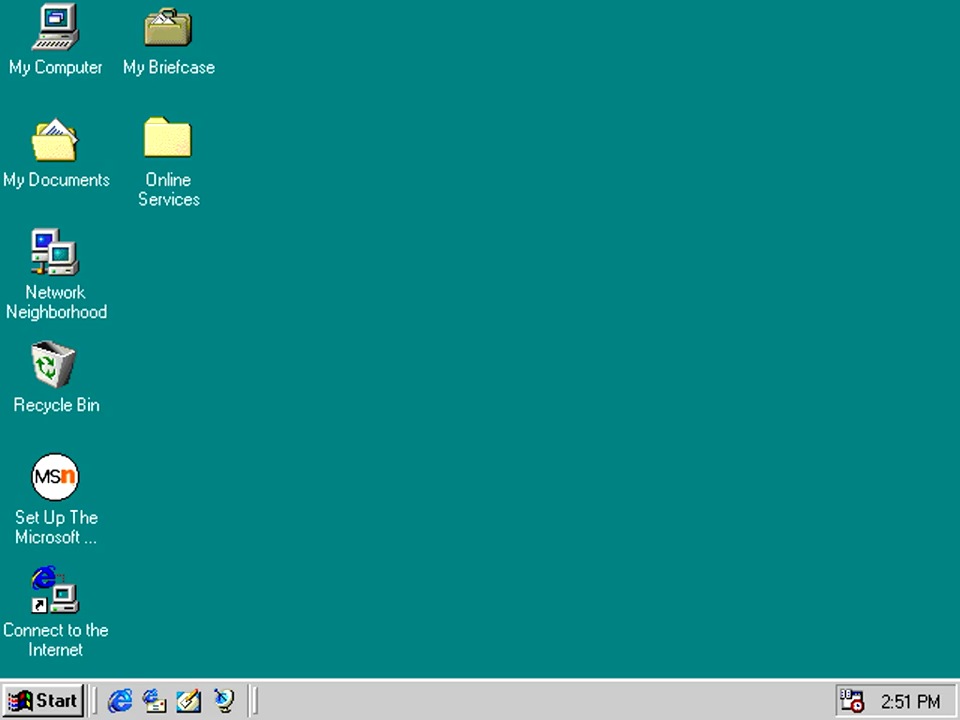 My Computer
My Briefcase
My Documents
Online
Services
Network
Neighborhood
Recycle Bin
MSn
Set Up The
Microsoft ...
Connect to the
Internet
Start
2:51 PM